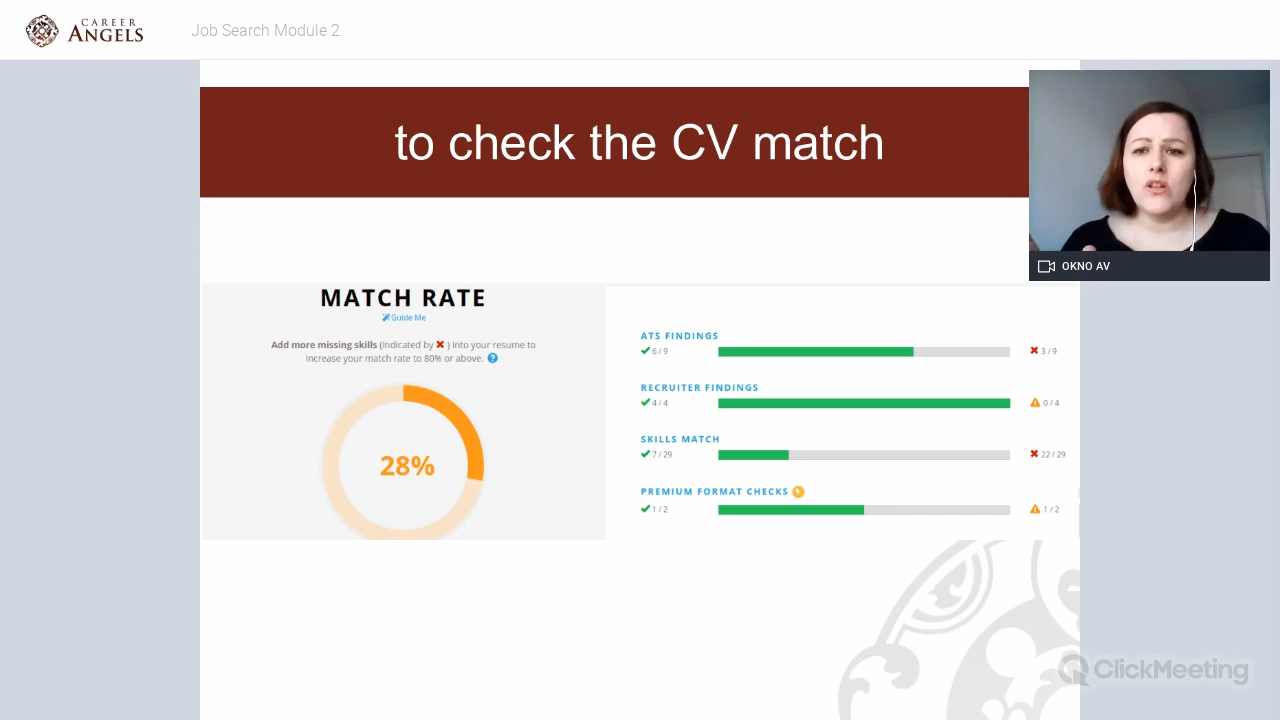 CAREER
ANGELS
Job Search Module 2
to check the CV match
OKNO AV
MATCH RATE
Guide Me
Add more missing skills (indicated by ✖ ) into your resume to
increase your match rate to 80% or above. ?
28%
ATS FINDINGS
✔ 6 / 9
✖ 3 / 9
RECRUITER FINDINGS
✔ 4 / 4
0 / 4
SKILLS MATCH
✔ 7 / 29
✖ 22 / 29
PREMIUM FORMAT CHECKS
✔ 1 / 2
1 / 2
ClickMeeting